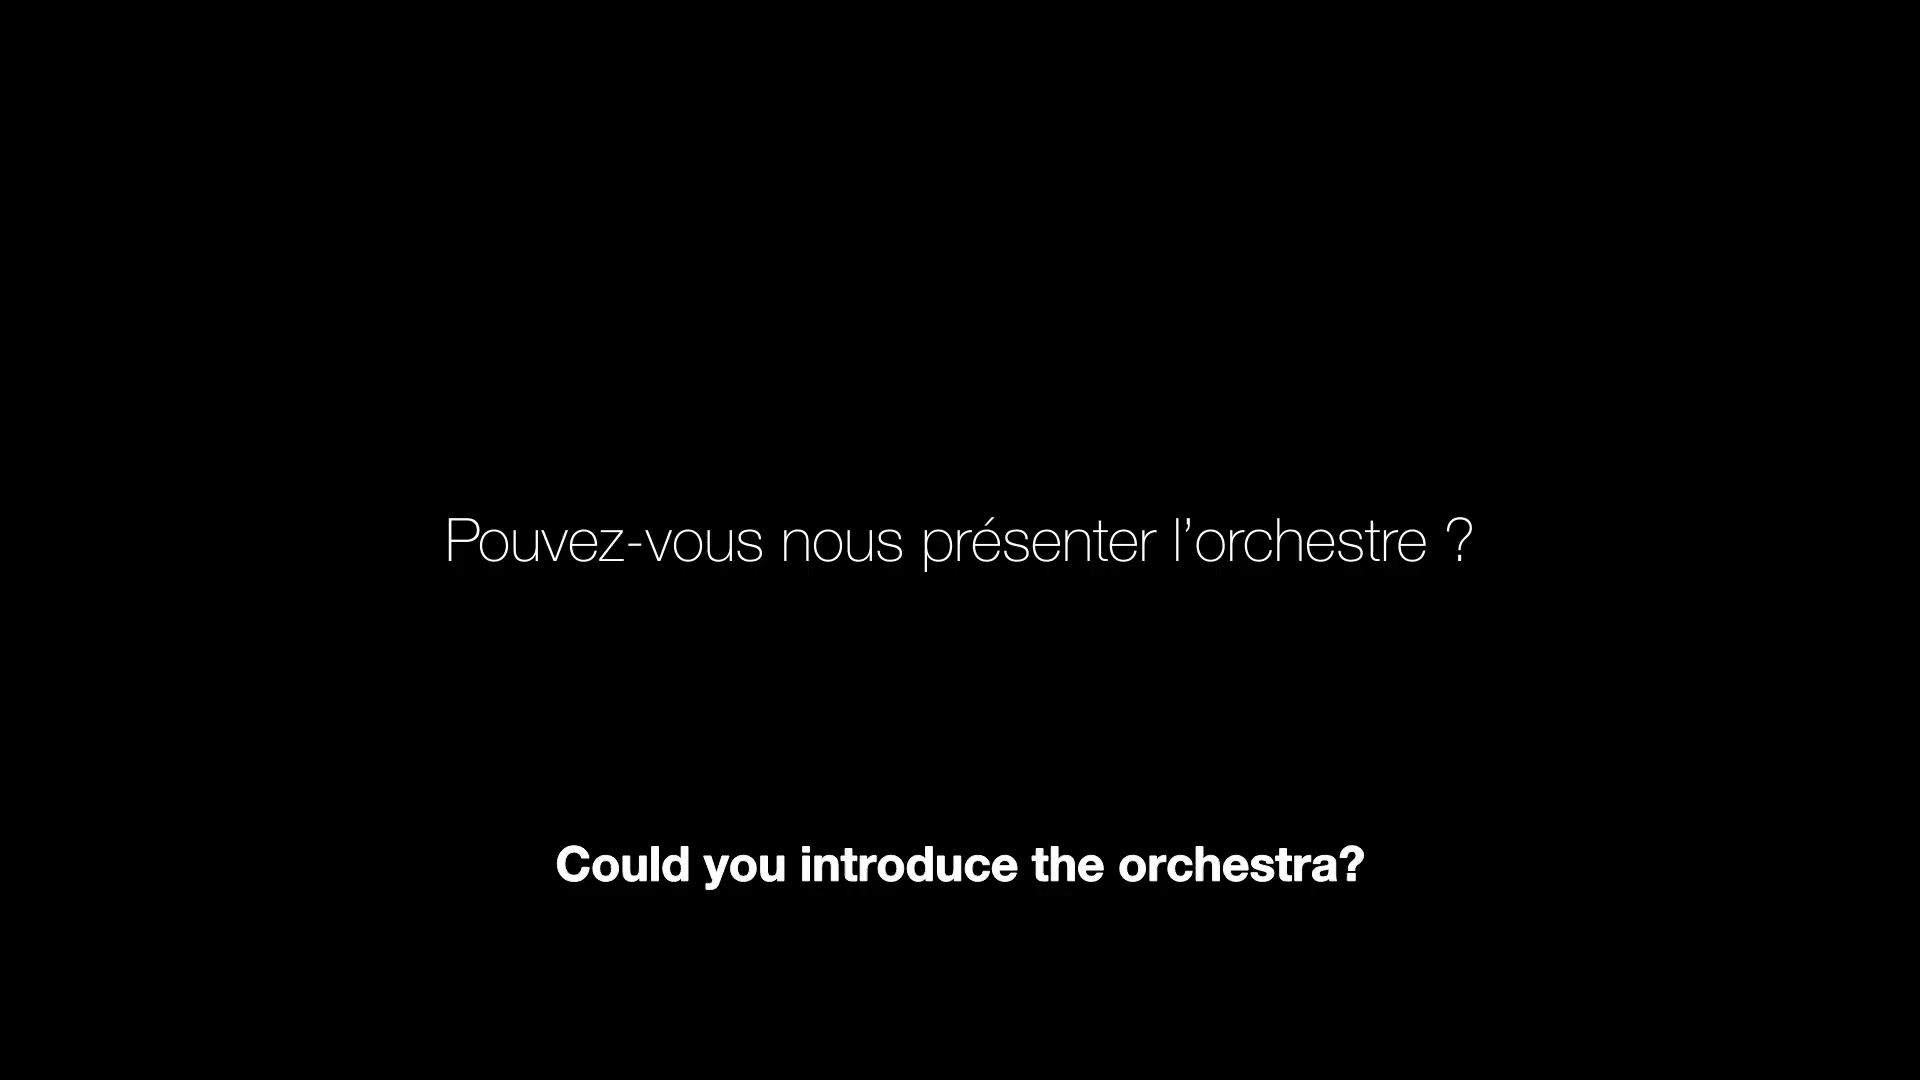 Pouvez-vous nous présenter l’orchestre ?
Could you introduce the orchestra?